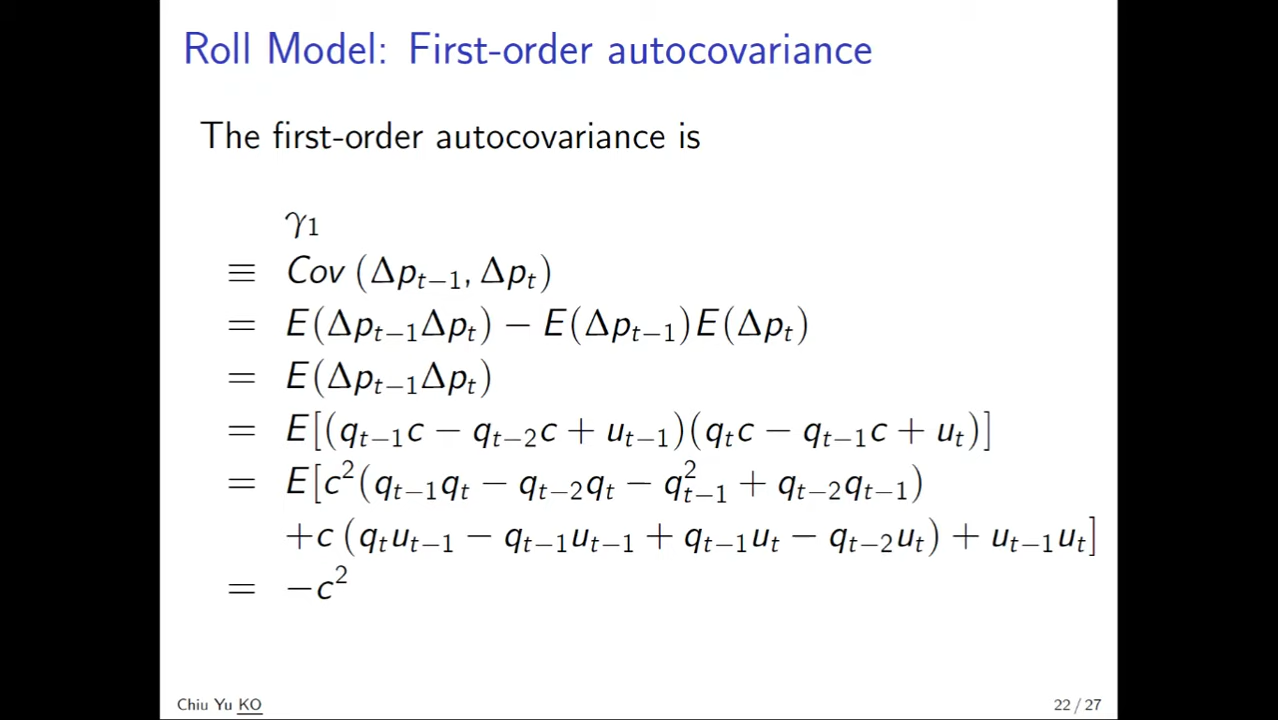 Roll Model: First-order autocovariance
The first-order autocovariance is
γ₁
≡ Cov (Δpₜ₋₁, Δpₜ)
= E(Δpₜ₋₁Δpₜ) − E(Δpₜ₋₁)E(Δpₜ)
= E(Δpₜ₋₁Δpₜ)
= E[(qₜ₋₁c − qₜ₋₂c + uₜ₋₁)(qₜc − qₜ₋₁c + uₜ)]
= E[c²(qₜ₋₁qₜ − qₜ₋₂qₜ − q²ₜ₋₁ + qₜ₋₂qₜ₋₁)
+c (qₜuₜ₋₁ − qₜ₋₁uₜ₋₁ + qₜ₋₁uₜ − qₜ₋₂uₜ) + uₜ₋₁uₜ]
= −c²
Chiu Yu KO 22 / 27